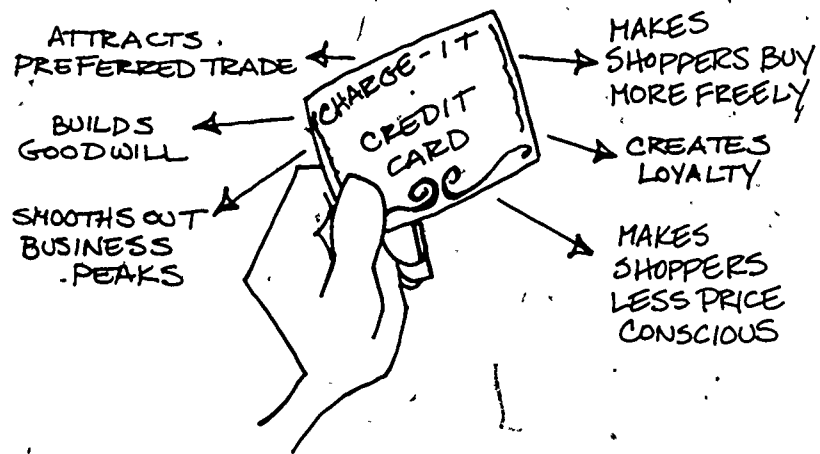 ATTRACTS
PREFERRED TRADE
BUILDS
GOODWILL
SMOOTHS OUT
BUSINESS
PEAKS
CHARGE-IT
CREDIT
CARD
MAKES
SHOPPERS BUY
MORE FREELY
CREATES
LOYALTY
MAKES
SHOPPERS
LESS PRICE
CONSCIOUS